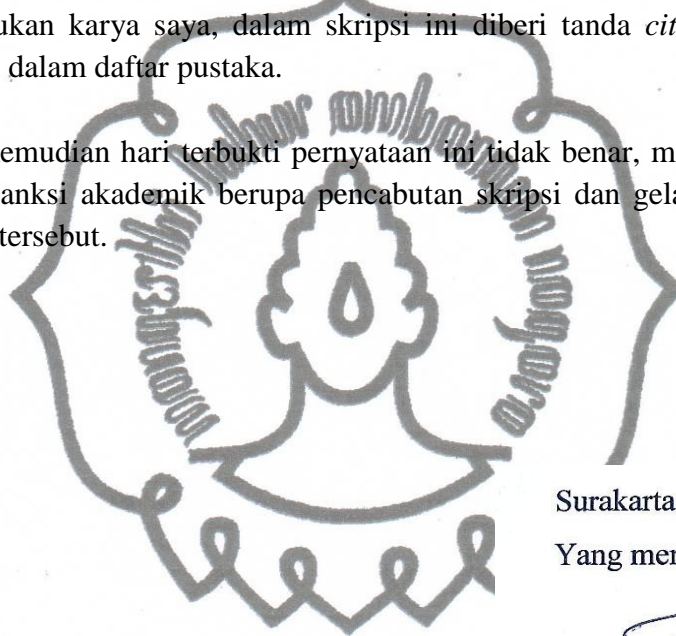 ukan karya saya, dalam skripsi ini diberi tanda cit
dalam daftar pustaka.
emudian hari terbukti pernyataan ini tidak benar, m
anksi akademik berupa pencabutan skripsi dan gela
tersebut.
Surakarta
Yang mer